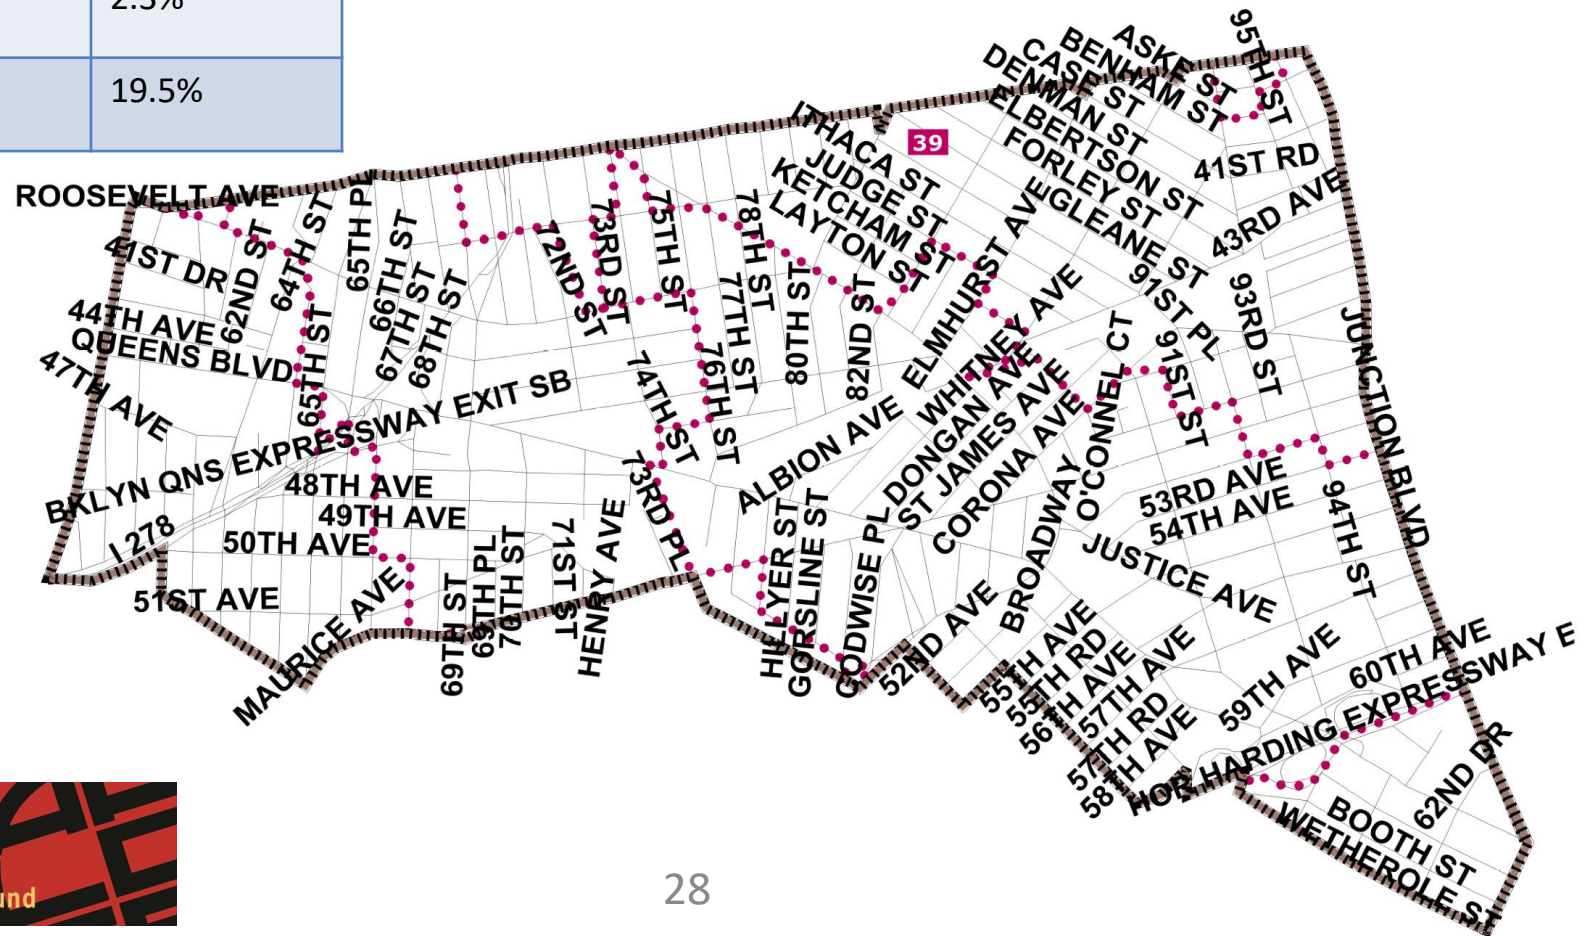 2.3%
19.5%
95TH ST
ASKE ST
BENHAM ST
CASE ST
DENMAN ST
ELBERTSON ST
FORLEY ST
EGLEANE ST
ITHACA ST
JUDGE ST
KETCHAM ST
LAYTON ST
39
41ST RD
43RD AVE
ROOSEVELT AVE
41ST DR
44TH AVE
QUEENS BLVD
47TH AVE
62ND ST
64TH ST
65TH PL
65TH ST
66TH ST
67TH ST
68TH ST
72ND ST
73RD ST
75TH ST
78TH ST
77TH ST
76TH ST
74TH ST
73RD PL
80TH ST
82ND ST
ELMHURST AVE
WHITNEY AVE
91ST PL
93RD ST
91ST ST
JUNCTION BLVD
ALBION AVE
DONGAN AVE
ST JAMES AVE
CORONA AVE
O'CONNEL CT
BROADWAY
BKLYN QNS EXPRESSWAY EXIT SB
I 278
48TH AVE
49TH AVE
50TH AVE
51ST AVE
MAURICE AVE
69TH ST
69TH PL
70TH ST
71ST ST
HENRY AVE
HILLYER ST
GORSLINE ST
GODWISE PL
52ND AVE
53RD AVE
54TH AVE
94TH ST
JUSTICE AVE
55TH AVE
55TH RD
56TH AVE
57TH AVE
57TH RD
58TH AVE
59TH AVE
60TH AVE
HOR HARDING EXPRESSWAY E
62ND DR
BOOTH ST
WETHEROLE ST
und
28